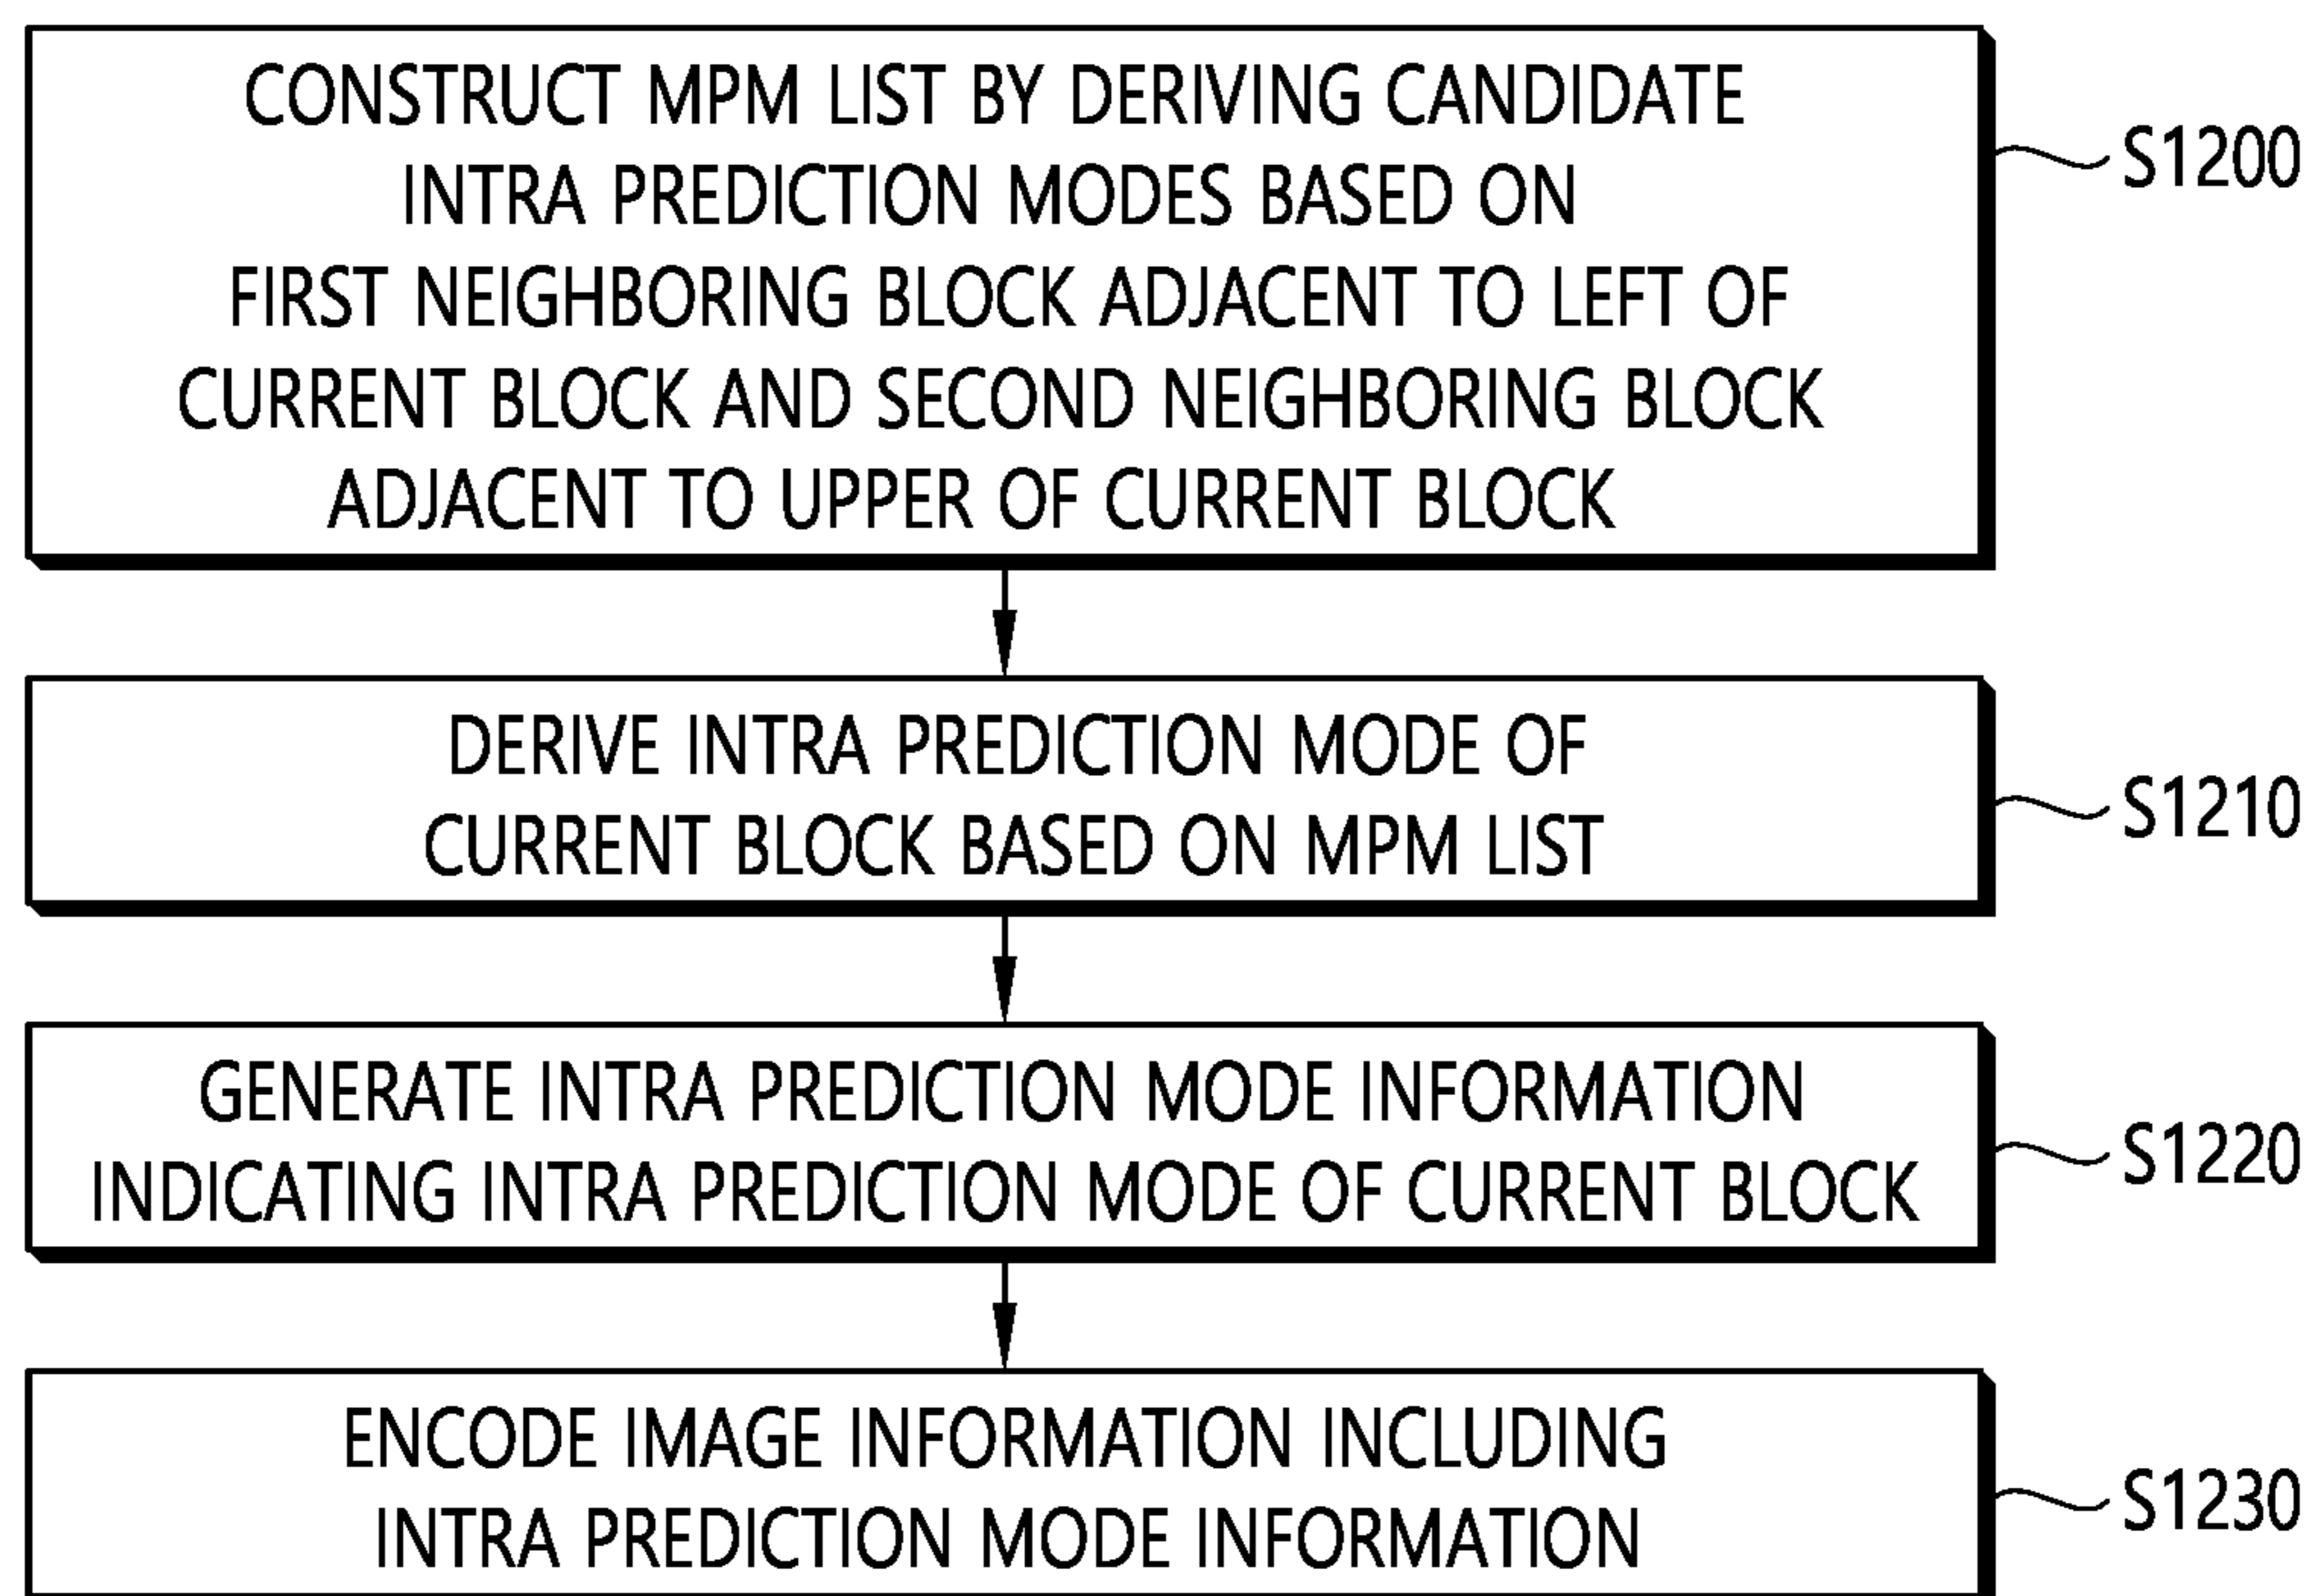 CONSTRUCT MPM LIST BY DERIVING CANDIDATE
INTRA PREDICTION MODES BASED ON
FIRST NEIGHBORING BLOCK ADJACENT TO LEFT OF
CURRENT BLOCK AND SECOND NEIGHBORING BLOCK
ADJACENT TO UPPER OF CURRENT BLOCK
S1200
DERIVE INTRA PREDICTION MODE OF
CURRENT BLOCK BASED ON MPM LIST
S1210
GENERATE INTRA PREDICTION MODE INFORMATION
INDICATING INTRA PREDICTION MODE OF CURRENT BLOCK
S1220
ENCODE IMAGE INFORMATION INCLUDING
INTRA PREDICTION MODE INFORMATION
S1230